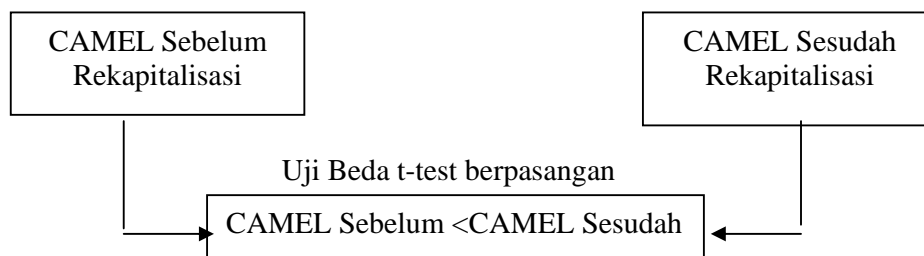 CAMEL Sebelum
Rekapitalisasi
CAMEL Sesudah
Rekapitalisasi
Uji Beda t-test berpasangan
CAMEL Sebelum <CAMEL Sesudah